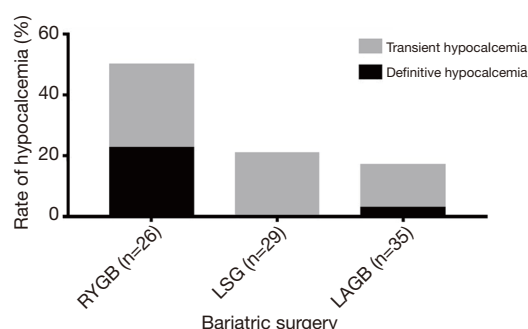 60
40
20
0
Rate of hypocalcemia (%)
Transient hypocalcemia
Definitive hypocalcemia
RYGB (n=26)
LSG (n=29)
LAGB (n=35)
Bariatric surgery